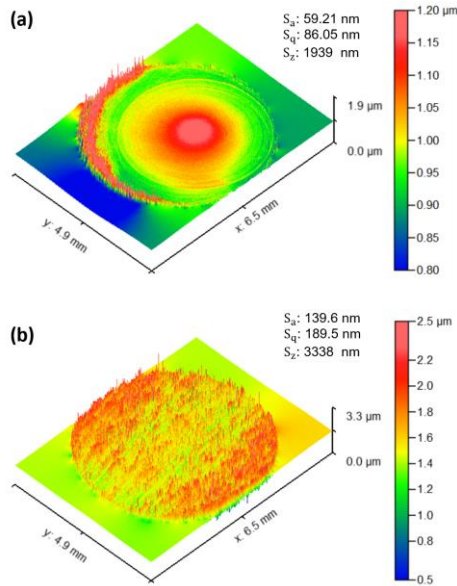 (a)
Sa: 59.21 nm
Sq: 86.05 nm
Sz: 1939 nm
1.20 µm
1.15
1.10
1.05
1.00
0.95
0.90
0.85
0.80
1.9 µm
0.0 µm
y: 4.9 mm
x: 6.5 mm
(b)
Sa: 139.6 nm
Sq: 189.5 nm
Sz: 3338 nm
2.5 µm
2.2
2.0
1.8
1.6
1.4
1.2
1.0
0.8
0.5
3.3 µm
0.0 µm
y: 4.9 mm
x: 6.5 mm